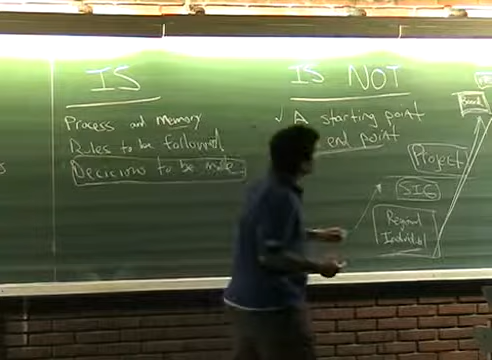 IS
Process and Memory
Rules to be followed
Decisions to be made
IS NOT
✓ A starting point
end point
Board
Project
SIG
Regional
Individual